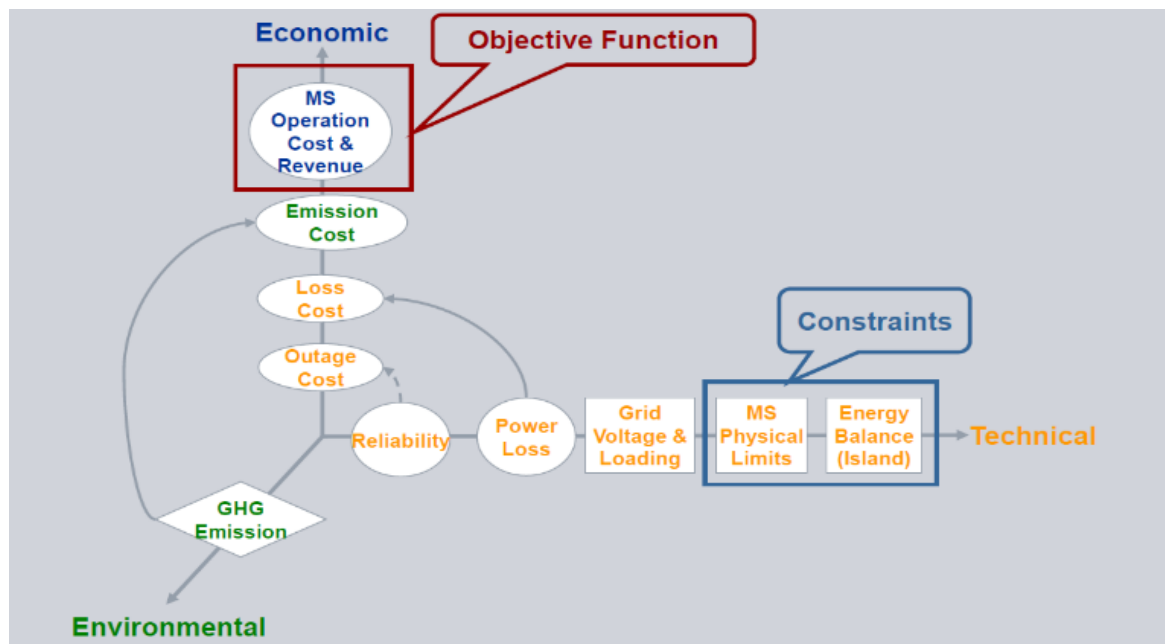 Economic
Objective Function
MS
Operation
Cost &
Revenue
Emission
Cost
Loss
Cost
Constraints
Outage
Cost
Reliability
Power
Loss
Grid
Voltage &
Loading
MS
Physical
Limits
Energy
Balance
(Island)
Technical
GHG
Emission
Environmental